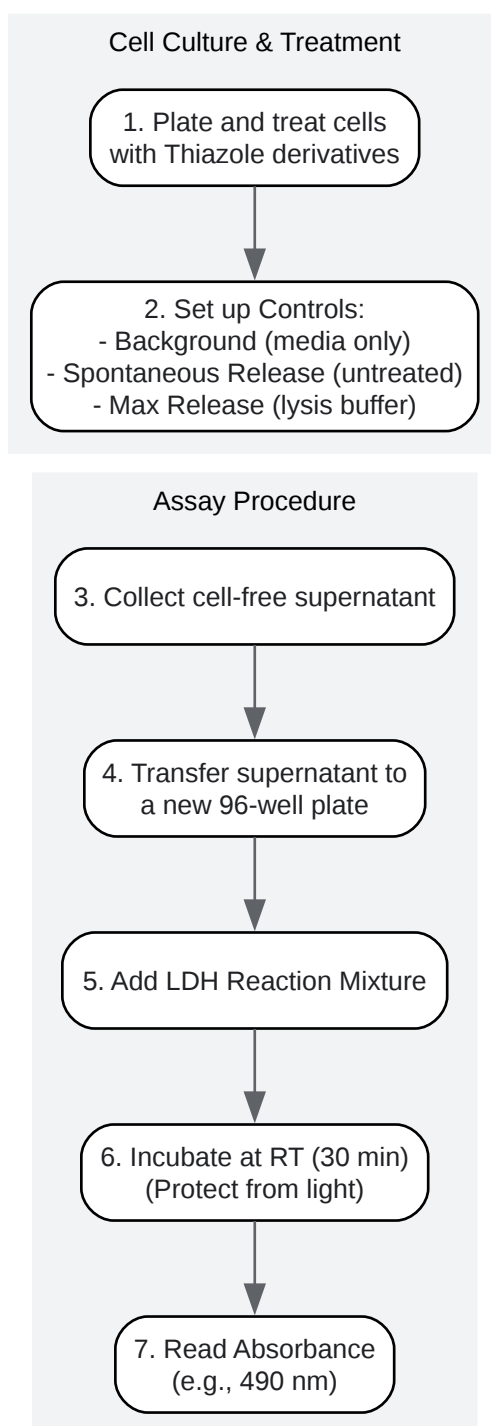 Cell Culture & Treatment
1. Plate and treat cells
with Thiazole derivatives
2. Set up Controls:
- Background (media only)
- Spontaneous Release (untreated)
- Max Release (lysis buffer)
Assay Procedure
3. Collect cell-free supernatant
4. Transfer supernatant to
a new 96-well plate
5. Add LDH Reaction Mixture
6. Incubate at RT (30 min)
(Protect from light)
7. Read Absorbance
(e.g., 490 nm)